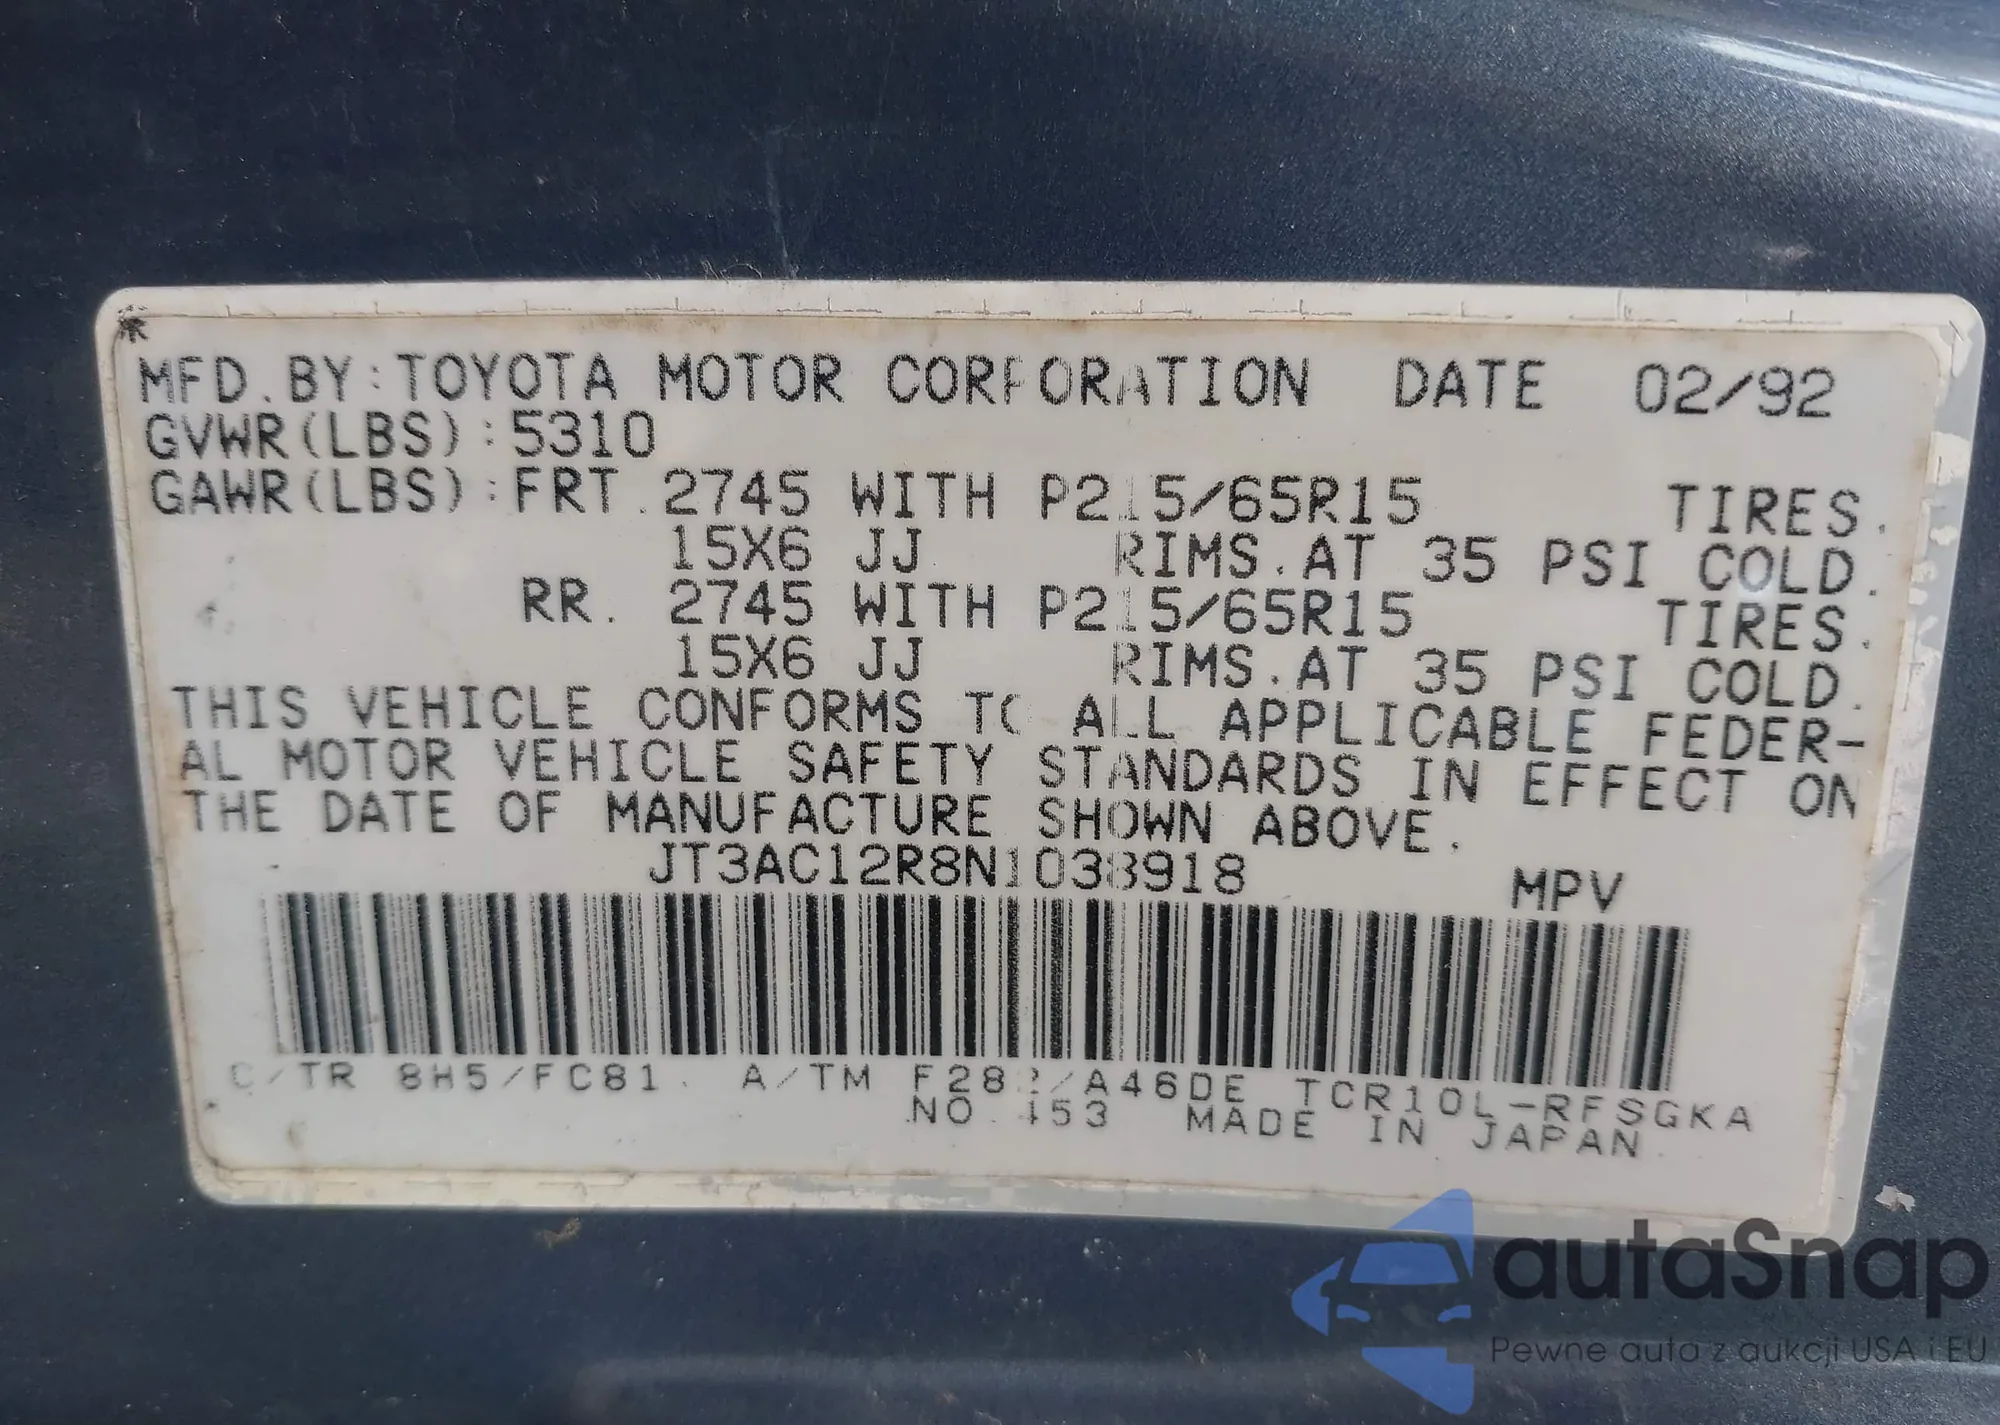 MFD.BY:TOYOTA MOTOR CORPORATION DATE 02/92
GVWR(LBS):5310
GAWR(LBS):FRT.2745 WITH P215/65R15 TIRES.
15X6 JJ RIMS.AT 35 PSI COLD.
RR. 2745 WITH P215/65R15 TIRES.
15X6 JJ RIMS.AT 35 PSI COLD.
THIS VEHICLE CONFORMS TO ALL APPLICABLE FEDER-
AL MOTOR VEHICLE SAFETY STANDARDS IN EFFECT ON
THE DATE OF MANUFACTURE SHOWN ABOVE.
JT3AC12R8N1038918 MPV
C/TR 8H5/FC81. A/TM F282/A46DE TCR10L-RFSGKA
NO.453 MADE IN JAPAN.
autaSnap
Pewne auta z aukcji USA i EU